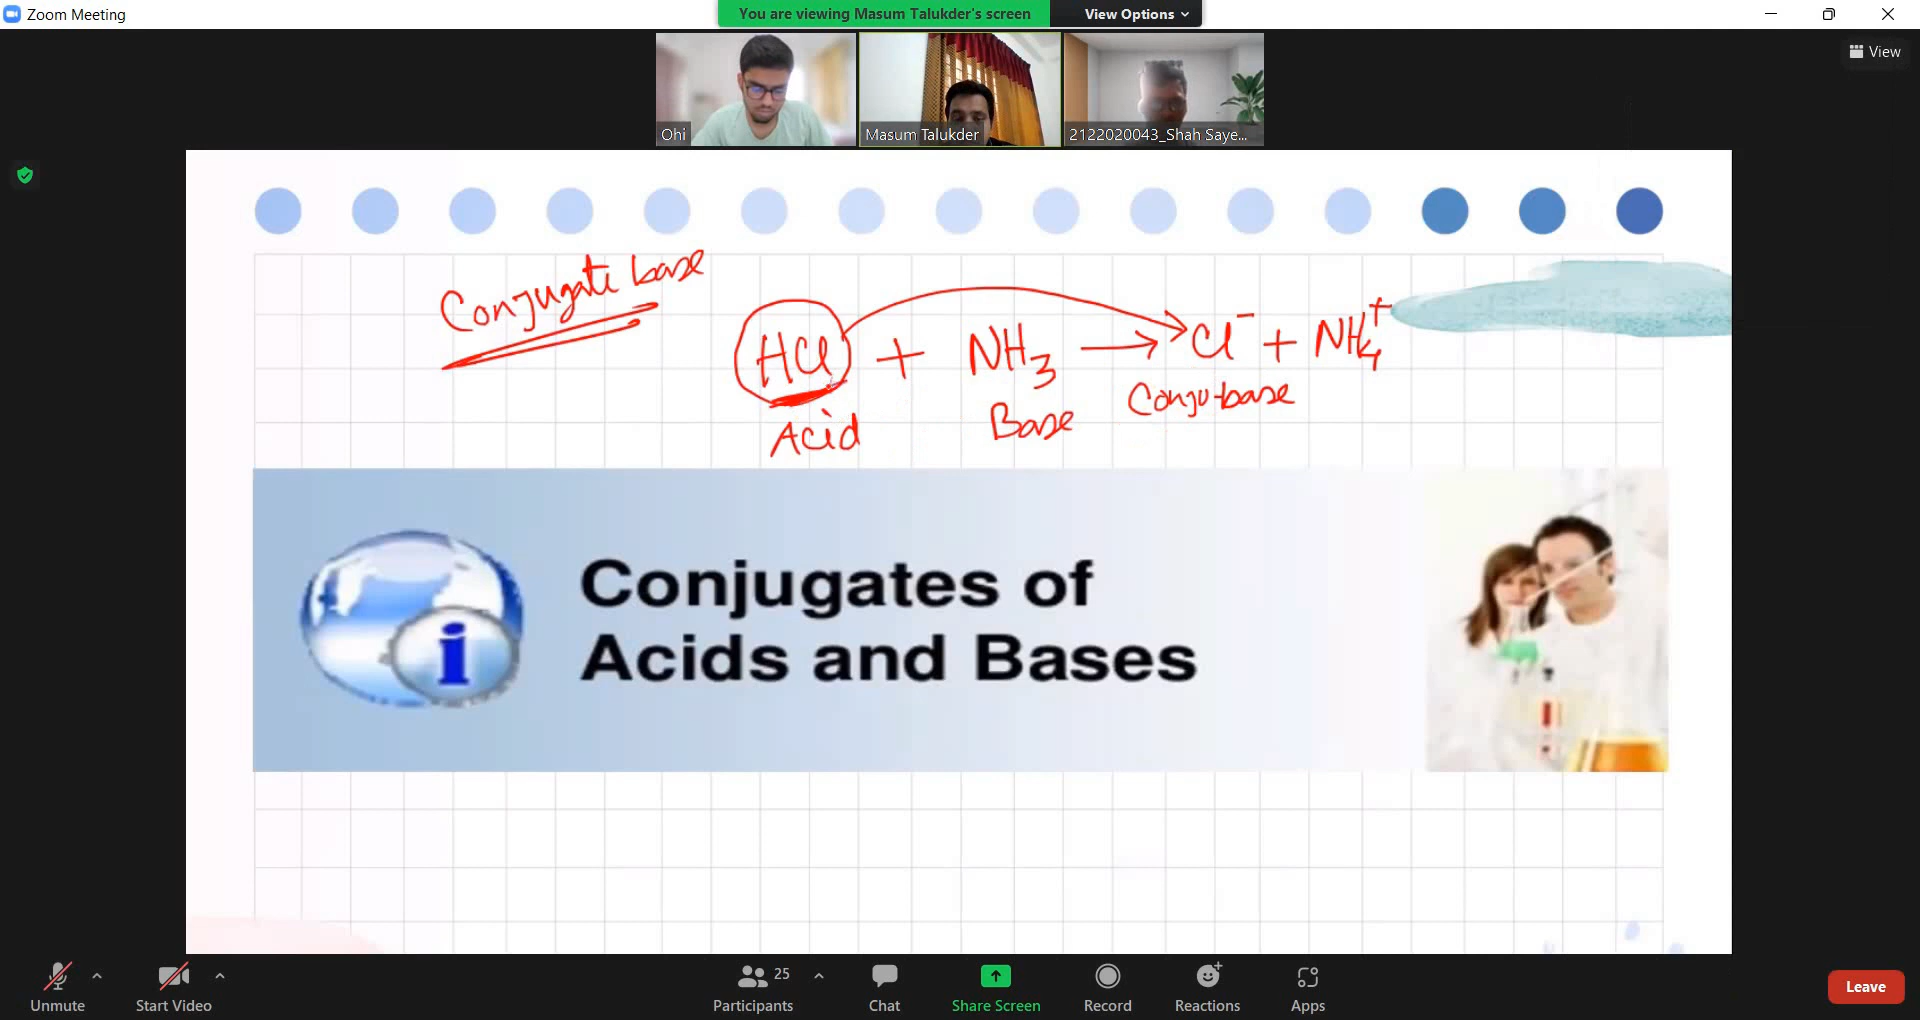 Zoom Meeting
You are viewing Masum Talukder's screen
View Options
View
Ohi
Masum Talukder
2122020043_Shah Saye...
Conjugate base
HCl + NH3 → Cl⁻ + NH4⁺
Acid
Base
Conju-base
i
Conjugates of
Acids and Bases
Unmute
Start Video
25
Participants
Chat
Share Screen
Record
Reactions
Apps
Leave